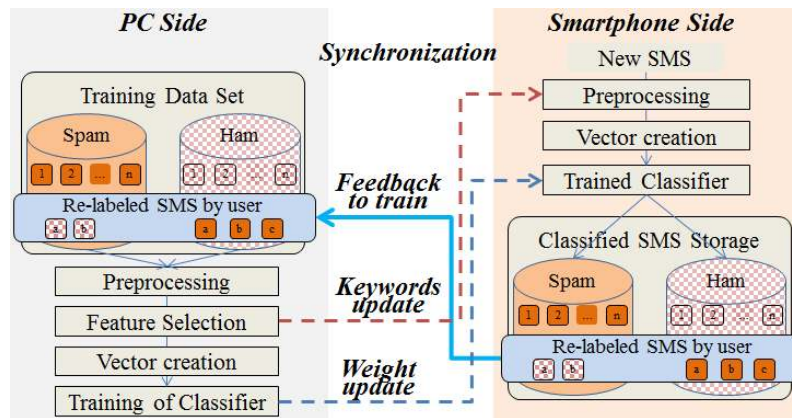 PC Side
Synchronization
Smartphone Side
Training Data Set
Spam
Ham
1 2 ... n
1 2 ... n
Re-labeled SMS by user
a b
a b c
Preprocessing
Feature Selection
Vector creation
Training of Classifier
Feedback
to train
Keywords
update
Weight
update
New SMS
Preprocessing
Vector creation
Trained Classifier
Classified SMS Storage
Spam
Ham
1 2 ... n
1 2 ... n
Re-labeled SMS by user
a b
a b c